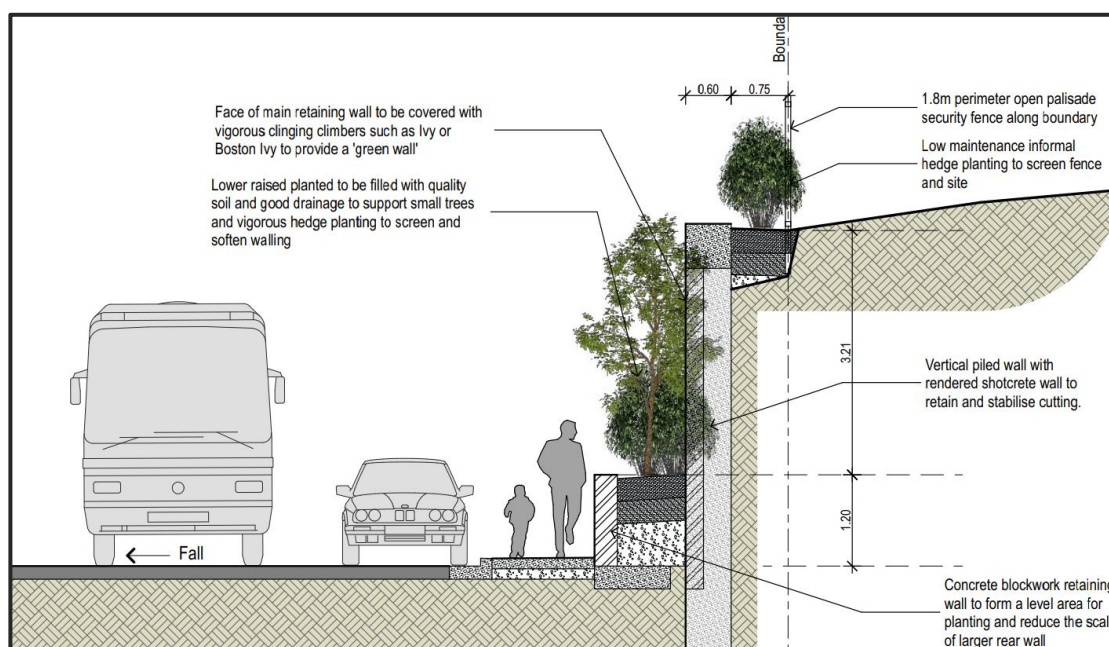 Bounda
0.60
0.75
Face of main retaining wall to be covered with
vigorous clinging climbers such as Ivy or
Boston Ivy to provide a 'green wall'
Lower raised planted to be filled with quality
soil and good drainage to support small trees
and vigorous hedge planting to screen and
soften walling
1.8m perimeter open palisade
security fence along boundary
Low maintenance informal
hedge planting to screen fence
and site
3.21
Vertical piled wall with
rendered shotcrete wall to
retain and stabilise cutting.
1.20
Fall
Concrete blockwork retaining
wall to form a level area for
planting and reduce the scal
of larger rear wall